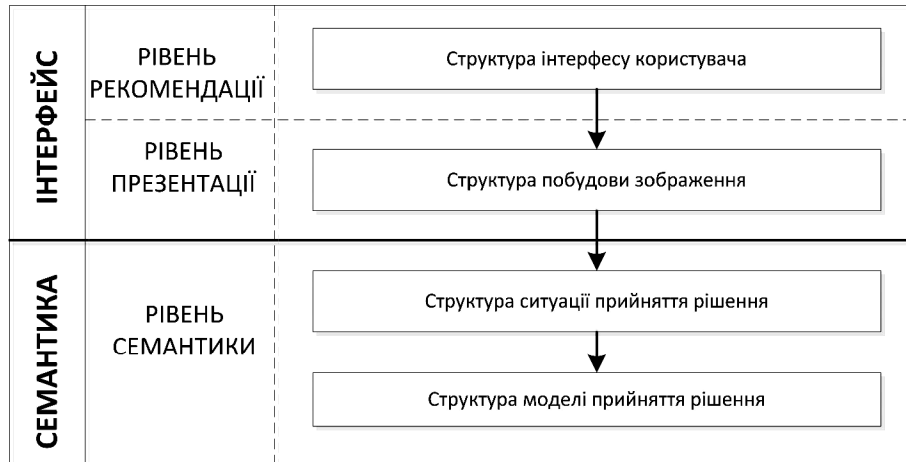 ІНТЕРФЕЙС
РІВЕНЬ
РЕКОМЕНДАЦІЇ
Структура інтерфесу користувача
РІВЕНЬ
ПРЕЗЕНТАЦІЇ
Структура побудови зображення
СЕМАНТИКА
РІВЕНЬ
СЕМАНТИКИ
Структура ситуації прийняття рішення
Структура моделі прийняття рішення